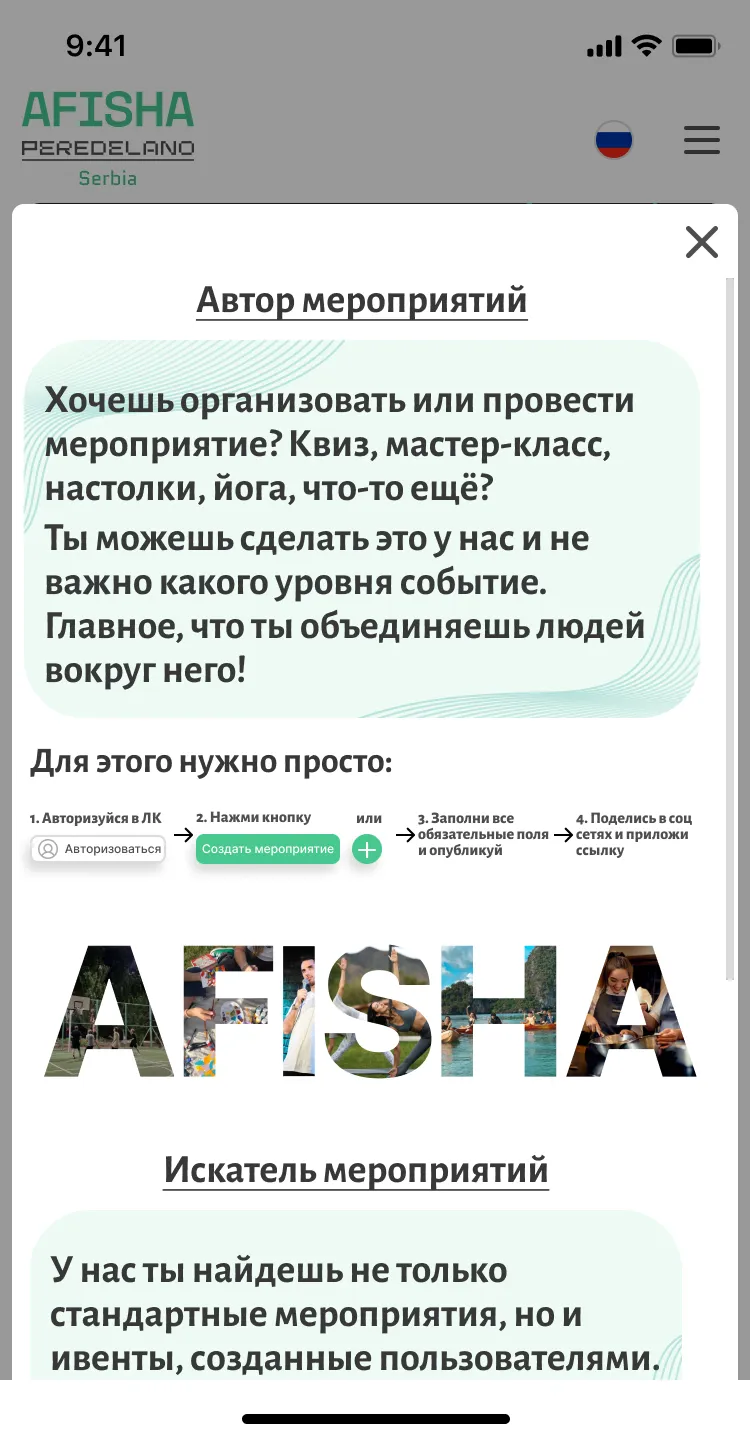 9:41
AFISHA
PEREDELANO
Serbia
Автор мероприятий
Хочешь организовать или провести
мероприятие? Квиз, мастер-класс,
настолки, йога, что-то ещё?
Ты можешь сделать это у нас и не
важно какого уровня событие.
Главное, что ты объединяешь людей
вокруг него!
Для этого нужно просто:
1. Авторизуйся в ЛК
Авторизоваться
2. Нажми кнопку
Создать мероприятие
или
3. Заполни все
обязательные поля
и опубликуй
4. Поделись в соц
сетях и приложи
ссылку
AFISHA
Искатель мероприятий
У нас ты найдешь не только
стандартные мероприятия, но и
ивенты, созданные пользователями.